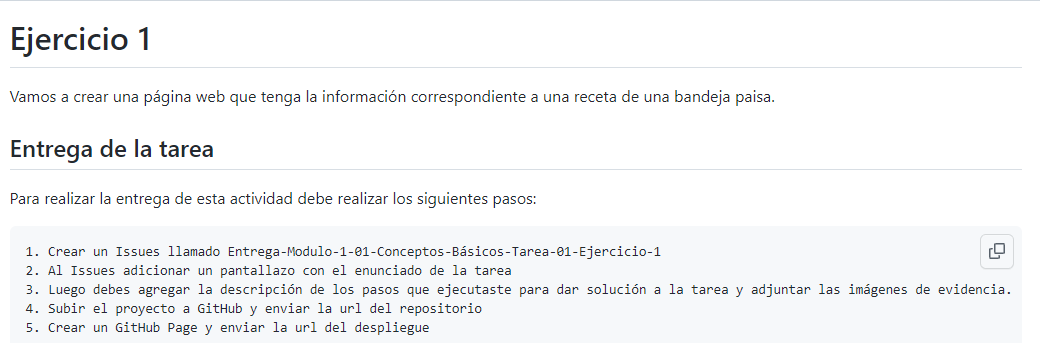 Ejercicio 1
Vamos a crear una página web que tenga la información correspondiente a una receta de una bandeja paisa.
Entrega de la tarea
Para realizar la entrega de esta actividad debe realizar los siguientes pasos:
1. Crear un Issues llamado Entrega-Modulo-1-01-Conceptos-Básicos-Tarea-01-Ejercicio-1
2. Al Issues adicionar un pantallazo con el enunciado de la tarea
3. Luego debes agregar la descripción de los pasos que ejecutaste para dar solución a la tarea y adjuntar las imágenes de evidencia.
4. Subir el proyecto a GitHub y enviar la url del repositorio
5. Crear un GitHub Page y enviar la url del despliegue